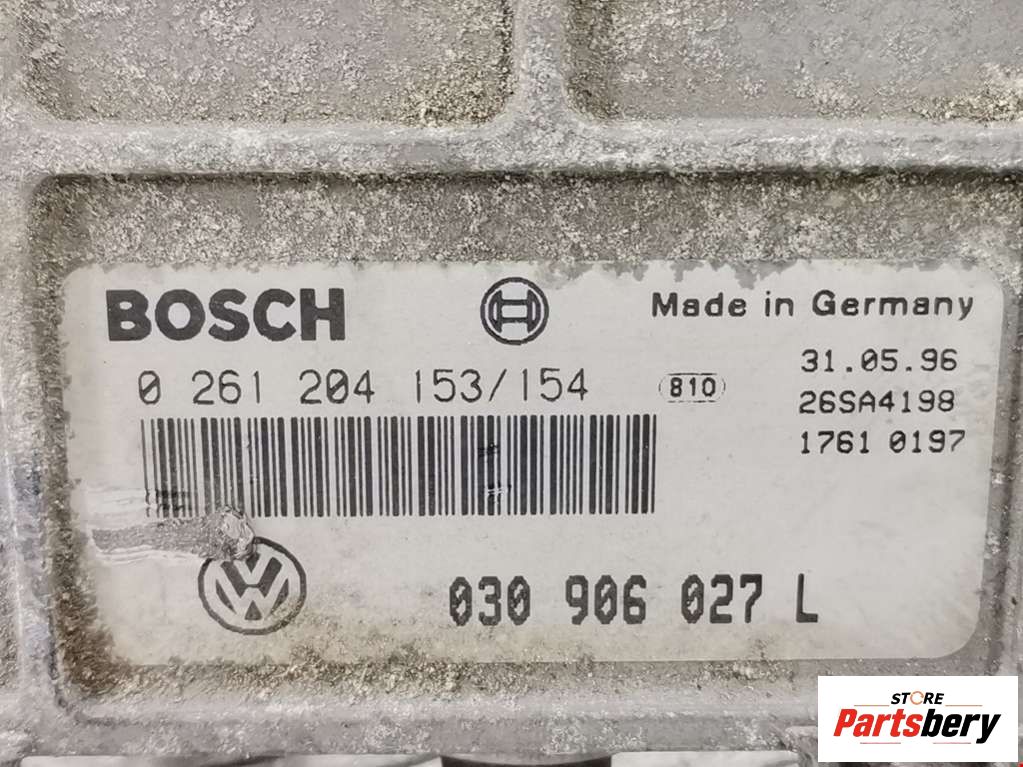 BOSCH
Made in Germany
0 261 204 153/154
810
31.05.96
26SA4198
1761 0197
030 906 027 L
STORE
Partsbery